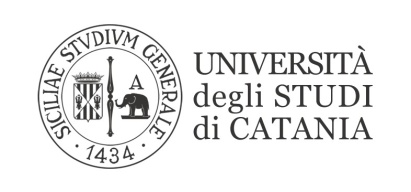 SICILIAE STVDIVM GENERALE
· 1434 ·
A
UNIVERSITÀ
degli STUDI
di CATANIA